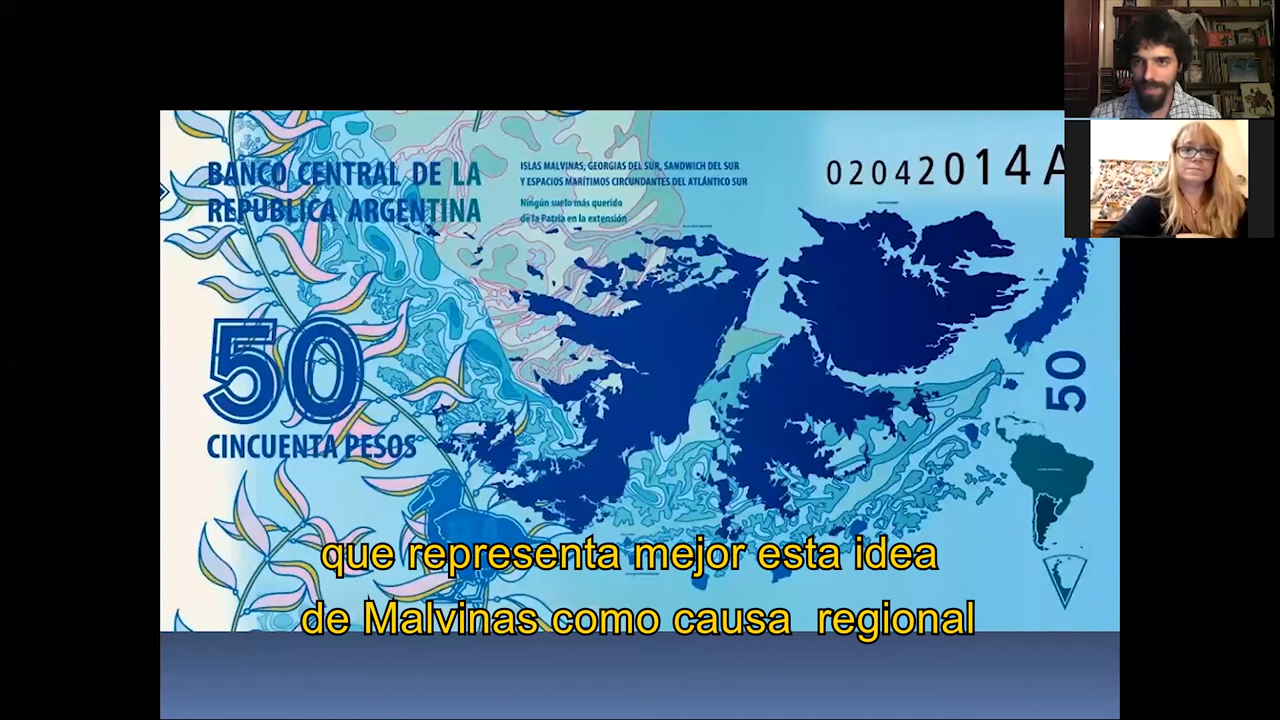 BANCO CENTRAL DE LA
REPUBLICA ARGENTINA
ISLAS MALVINAS, GEORGIAS DEL SUR, SANDWICH DEL SUR
Y ESPACIOS MARÍTIMOS CIRCUNDANTES DEL ATLÁNTICO SUR
Ningún suelo más querido
de la Patria en la extensión
02042014A
50
CINCUENTA PESOS
50
que representa mejor esta idea
de Malvinas como causa regional